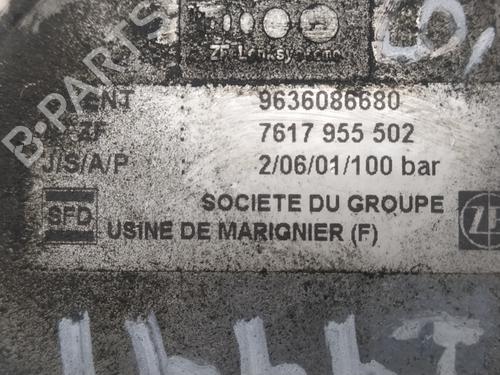 ZF Lenksysteme
CLIENT : 9636086680
N° ZF : 7617 955 502
J/S/A/P : 2/06/01/100 bar
SFD SOCIETE DU GROUPE ZF
USINE DE MARIGNIER (F)
B-PARTS